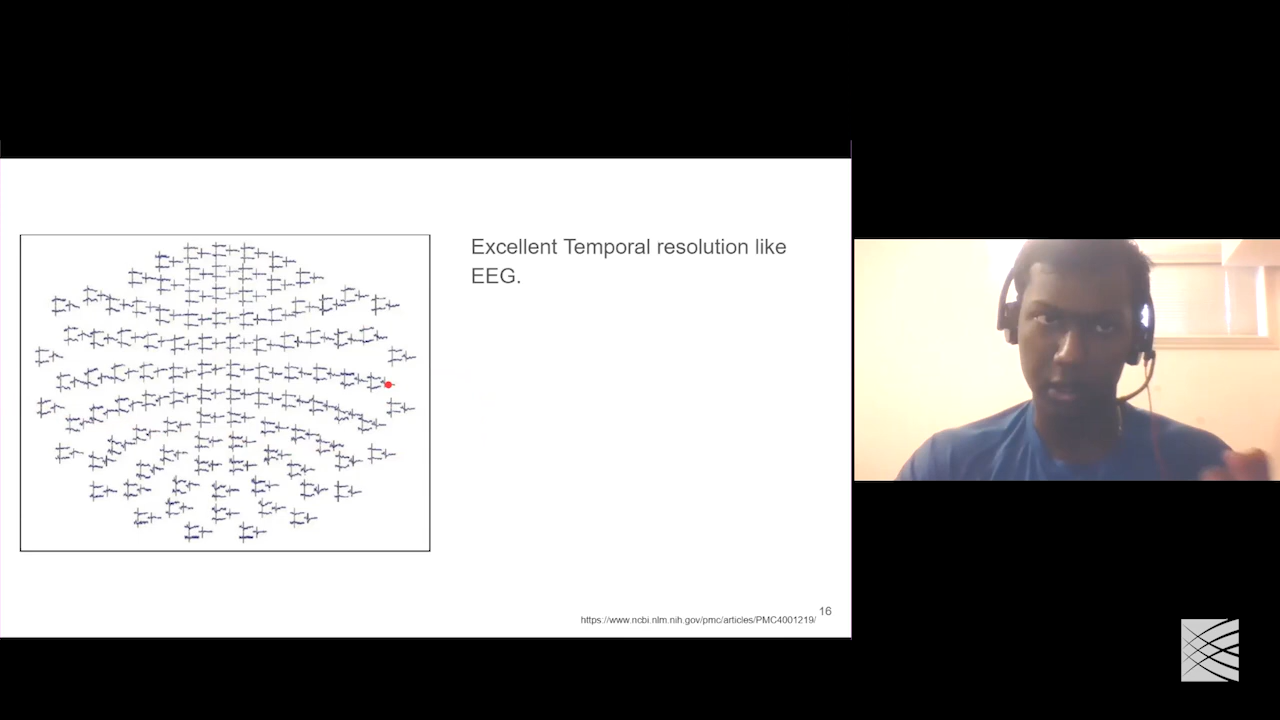 Excellent Temporal resolution like
EEG.
16
https://www.ncbi.nlm.nih.gov/pmc/articles/PMC4001219/